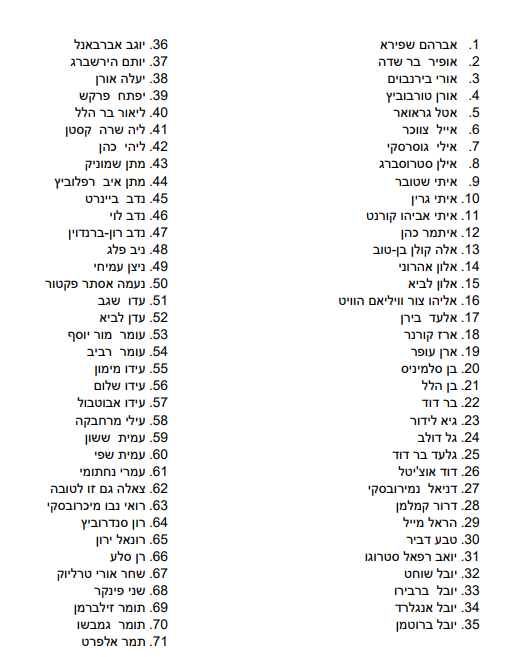 1. אברהם שפירא
2. אופיר בר שדה
3. אורי בירנבוים
4. אורן טורבוביץ
5. אטל גראואר
6. אייל צווכר
7. אילי גוסרסקי
8. אילן סטרוסברג
9. איתי שטובר
10. איתי גרין
11. איתי אביהו קורנט
12. איתמר כהן
13. אלה קולן בן-טוב
14. אלון אהרוני
15. אלון לביא
16. אליהו צור וויליאם הוויט
17. אלעד בירן
18. ארז קורנר
19. ארן עופר
20. בן סלמיניס
21. בן הלל
22. בר דוד
23. גיא לידור
24. גל דולב
25. גלעד בר דוד
26. דוד אוצ'יטל
27. דניאל נמירובסקי
28. דרור קמלמן
29. הראל מייל
30. טבע דביר
31. יואב רפאל סטרוגו
32. יובל שוחט
33. יובל ברבירו
34. יובל אנגלרד
35. יובל ברוטמן
36. יוגב אברבאנל
37. יותם הירשברג
38. יעלה אורן
39. יפתח פרקש
40. ליאור בר הלל
41. ליה שרה קסטן
42. ליהי כהן
43. מתן שמוניק
44. מתן איב רפלוביץ
45. נדב ביינרט
46. נדב לוי
47. נדב רון-ברנדוין
48. ניב פלג
49. ניצן עמיחי
50. נעמה אסתר פקטור
51. עדו שגב
52. עדן לביא
53. עומר מור יוסף
54. עומר רביב
55. עידו מימון
56. עידו שלום
57. עידו אבוטבול
58. עילי מרחבקה
59. עמית ששון
60. עמית שפי
61. עמרי נחתומי
62. צאלה גם זו לטובה
63. רואי נבו מיכרובסקי
64. רון סנדרוביץ
65. רונאל ירון
66. רן סלע
67. שחר אורי טרליוק
68. שני פינקר
69. תומר זילברמן
70. תומר גמבשו
71. תמר אלפרט